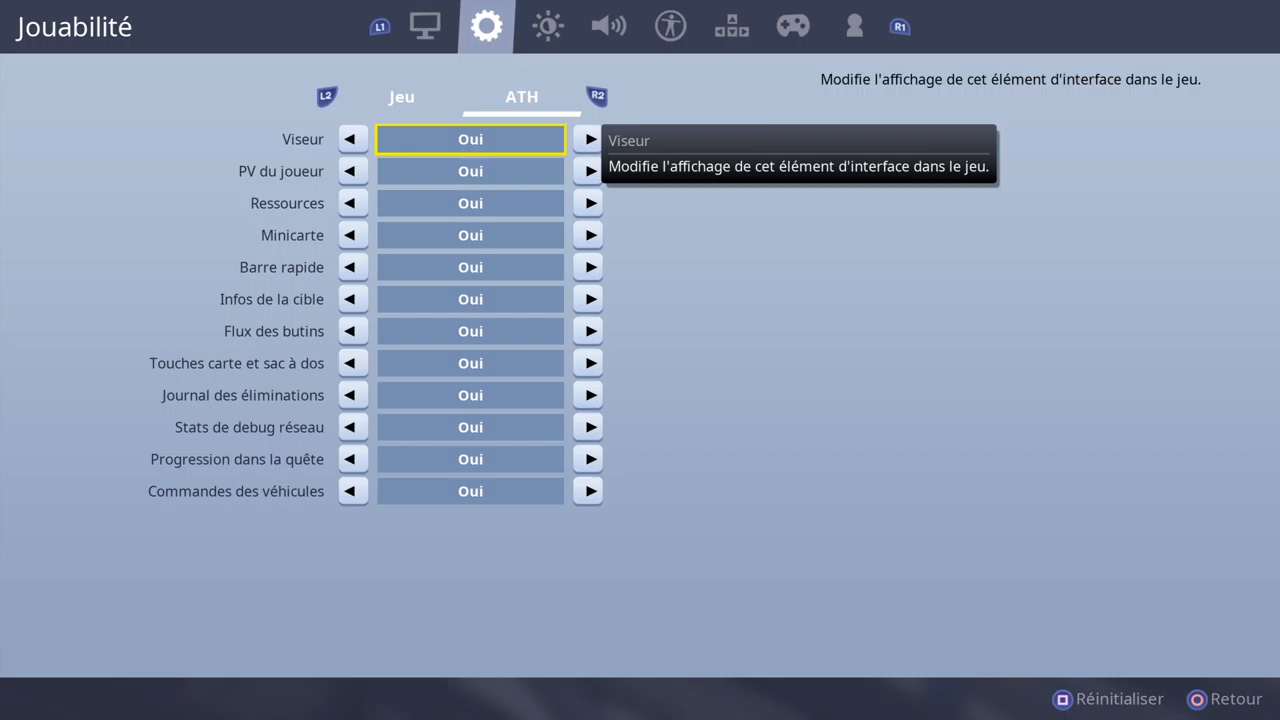 Jouabilité
L1
R1
Modifie l'affichage de cet élément d'interface dans le jeu.
L2
Jeu
ATH
R2
Viseur
Oui
Viseur
Modifie l'affichage de cet élément d'interface dans le jeu.
PV du joueur
Oui
Ressources
Oui
Minicarte
Oui
Barre rapide
Oui
Infos de la cible
Oui
Flux des butins
Oui
Touches carte et sac à dos
Oui
Journal des éliminations
Oui
Stats de debug réseau
Oui
Progression dans la quête
Oui
Commandes des véhicules
Oui
Réinitialiser
Retour